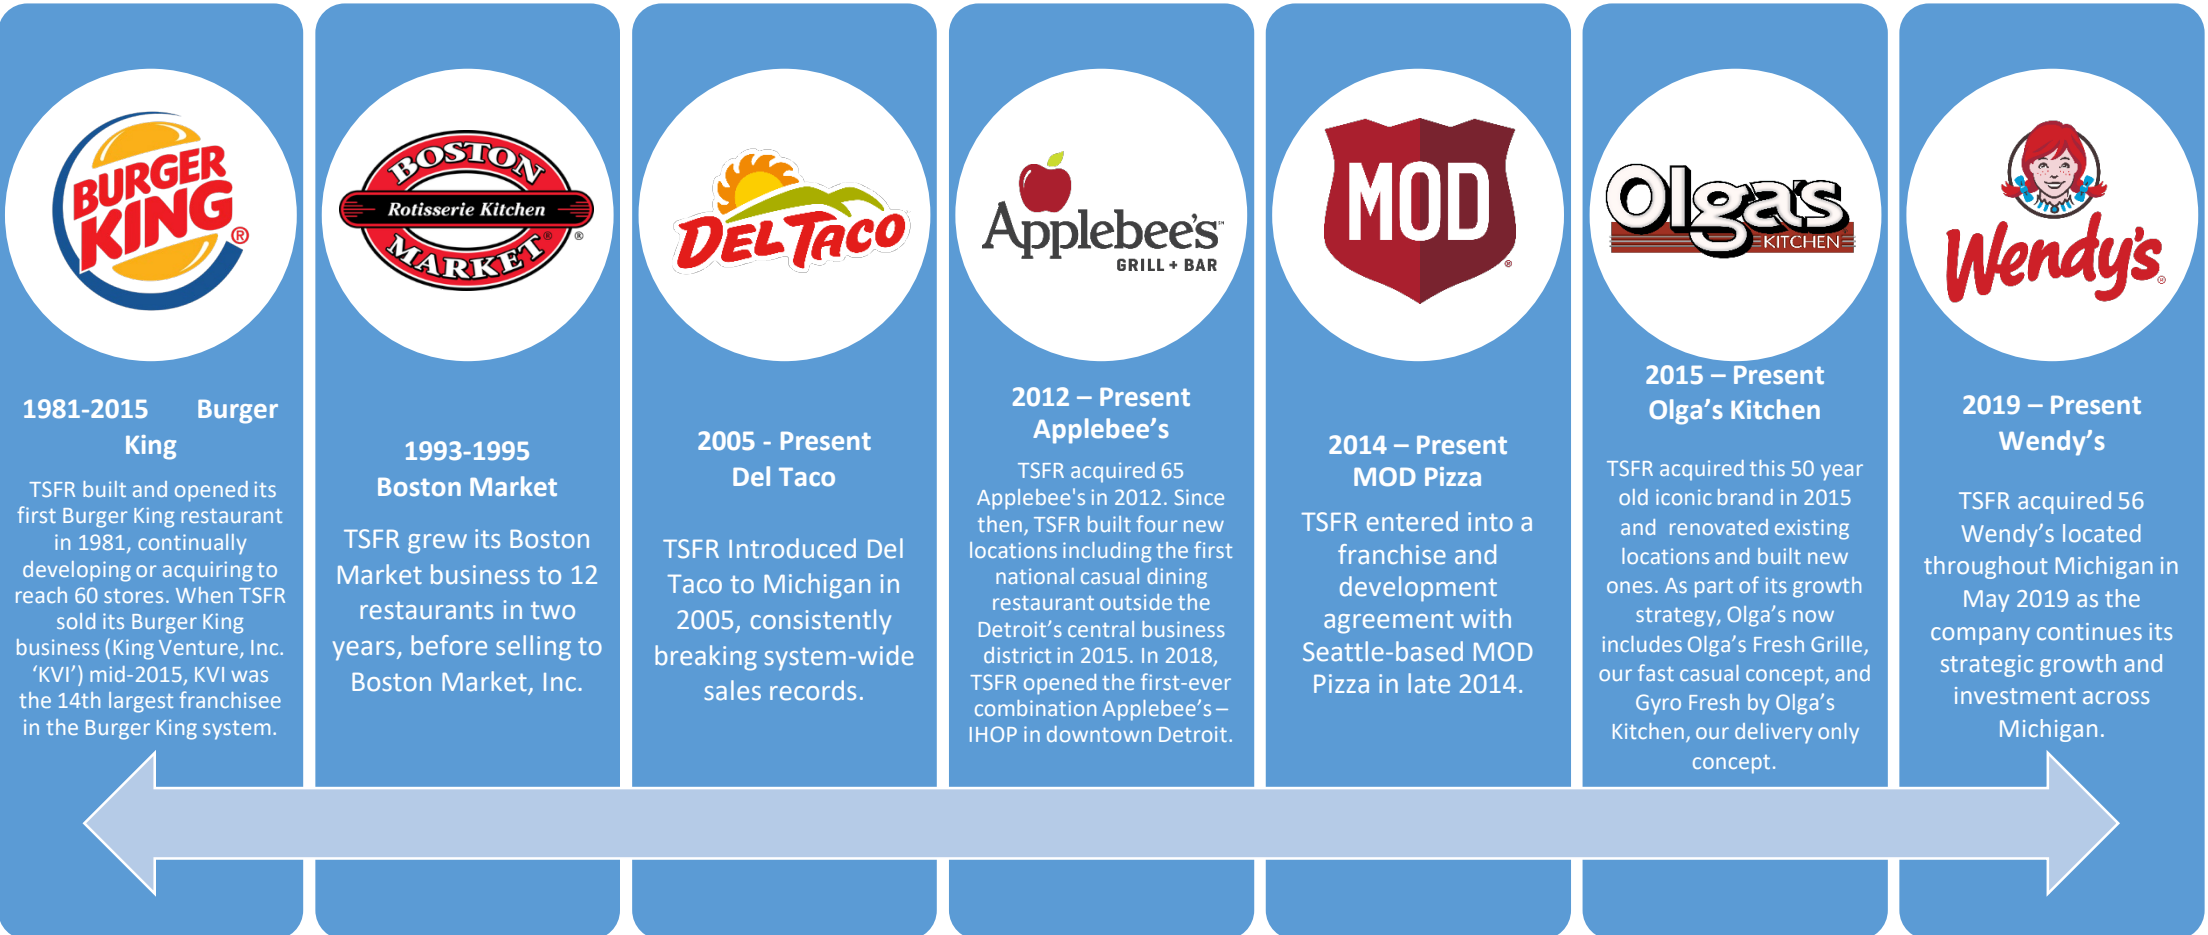 BURGER
KING
®
1981-2015 Burger
King
TSFR built and opened its
first Burger King restaurant
in 1981, continually
developing or acquiring to
reach 60 stores. When TSFR
sold its Burger King
business (King Venture, Inc.
‘KVI’) mid-2015, KVI was
the 14th largest franchisee
in the Burger King system.
BOSTON
Rotisserie Kitchen
MARKET
®
®
1993-1995
Boston Market
TSFR grew its Boston
Market business to 12
restaurants in two
years, before selling to
Boston Market, Inc.
DEL TACO
2005 - Present
Del Taco
TSFR Introduced Del
Taco to Michigan in
2005, consistently
breaking system-wide
sales records.
Applebee's™
GRILL + BAR
2012 – Present
Applebee’s
TSFR acquired 65
Applebee's in 2012. Since
then, TSFR built four new
locations including the first
national casual dining
restaurant outside the
Detroit’s central business
district in 2015. In 2018,
TSFR opened the first-ever
combination Applebee’s –
IHOP in downtown Detroit.
MOD
®
2014 – Present
MOD Pizza
TSFR entered into a
franchise and
development
agreement with
Seattle-based MOD
Pizza in late 2014.
Olga's
KITCHEN
2015 – Present
Olga’s Kitchen
TSFR acquired this 50 year
old iconic brand in 2015
and renovated existing
locations and built new
ones. As part of its growth
strategy, Olga’s now
includes Olga’s Fresh Grille,
our fast casual concept, and
Gyro Fresh by Olga’s
Kitchen, our delivery only
concept.
Wendy's
®
2019 – Present
Wendy’s
TSFR acquired 56
Wendy’s located
throughout Michigan in
May 2019 as the
company continues its
strategic growth and
investment across
Michigan.